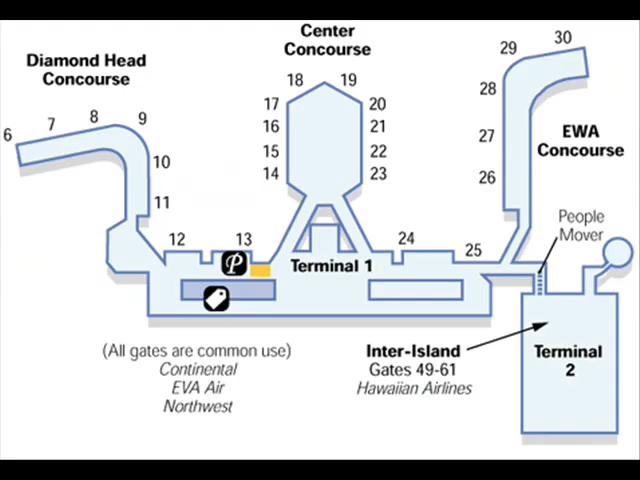 Center
Concourse
Diamond Head
Concourse
EWA
Concourse
6
7
8
9
10
11
12
13
14
15
16
17
18
19
20
21
22
23
24
25
26
27
28
29
30
People
Mover
P
Terminal 1
(All gates are common use)
Continental
EVA Air
Northwest
Inter-Island
Gates 49-61
Hawaiian Airlines
Terminal
2